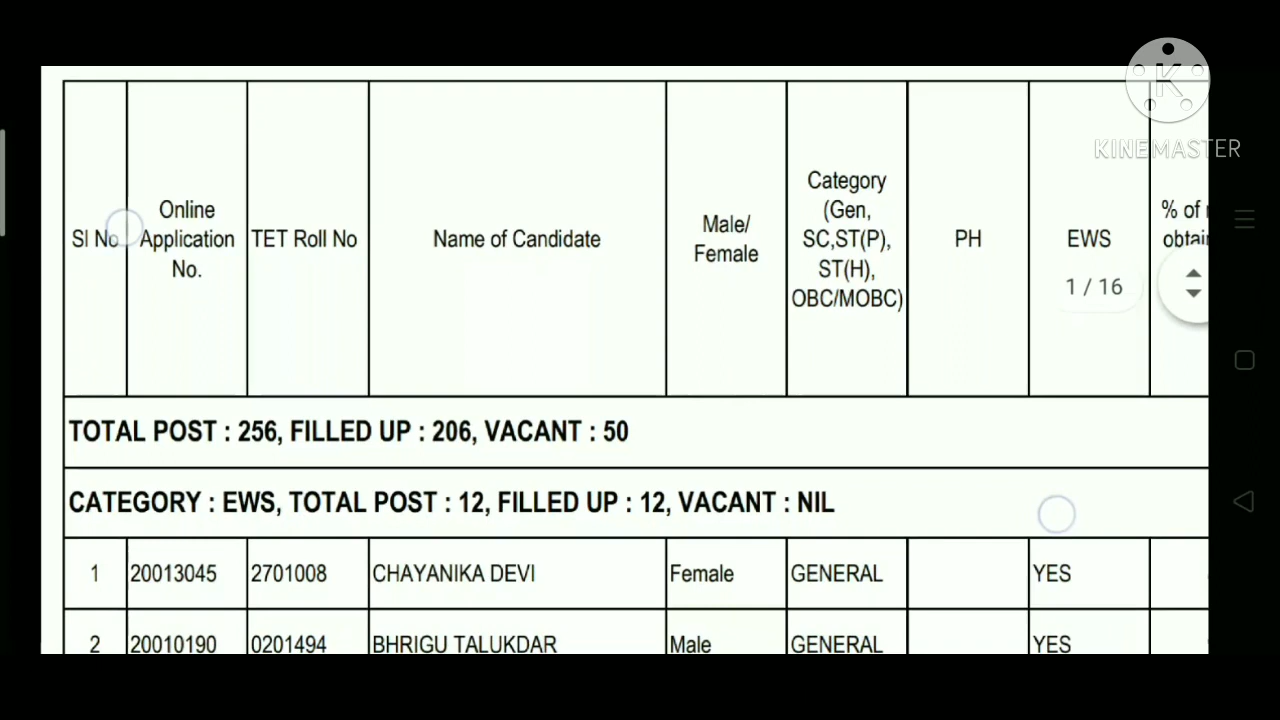 KINEMASTER
Sl No
Online
Application
No.
TET Roll No
Name of Candidate
Male/
Female
Category
(Gen,
SC,ST(P),
ST(H),
OBC/MOBC)
PH
EWS
% of
1 / 16
TOTAL POST : 256, FILLED UP : 206, VACANT : 50
CATEGORY : EWS, TOTAL POST : 12, FILLED UP : 12, VACANT : NIL
1 20013045 2701008 CHAYANIKA DEVI Female GENERAL YES
2 20010190 0201494 BHRIGU TALUKDAR Male GENERAL YES